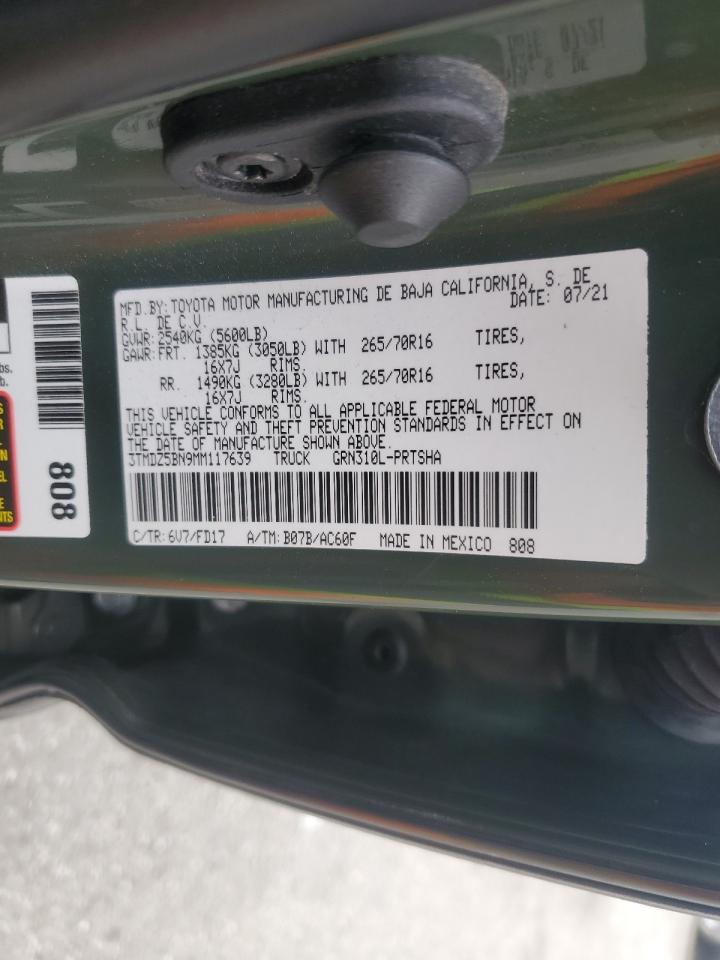 MFD.BY:TOYOTA MOTOR MANUFACTURING DE BAJA CALIFORNIA, S. DE
R.L. DE C.V. DATE: 07/21
GVWR: 2540KG (5600LB)
GAWR:FRT. 1385KG (3050LB) WITH 265/70R16 TIRES,
16X7J RIMS.
RR. 1490KG (3280LB) WITH 265/70R16 TIRES,
16X7J RIMS.
THIS VEHICLE CONFORMS TO ALL APPLICABLE FEDERAL MOTOR
VEHICLE SAFETY AND THEFT PREVENTION STANDARDS IN EFFECT ON
THE DATE OF MANUFACTURE SHOWN ABOVE.
3TMDZ5BN9MM117639 TRUCK GRN310L-PRTSHA
C/TR: 6V7/FD17 A/TM: B07B/AC60F MADE IN MEXICO 808
808